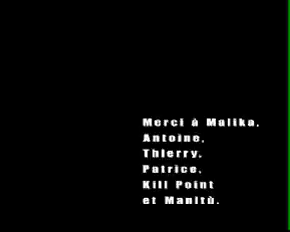 Merci à Malika,
Antoine,
Thierry,
Patrice,
Kill Point
et Manitù.